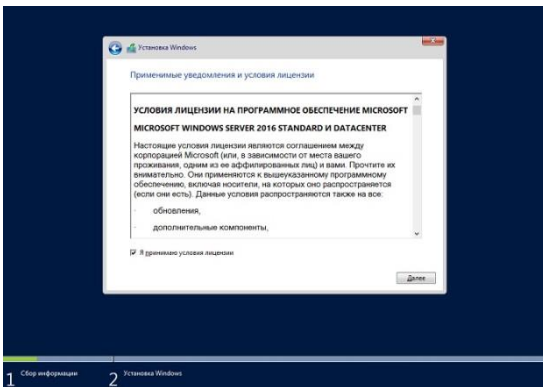 Установка Windows
Применимые уведомления и условия лицензии
УСЛОВИЯ ЛИЦЕНЗИИ НА ПРОГРАММНОЕ ОБЕСПЕЧЕНИЕ MICROSOFT
MICROSOFT WINDOWS SERVER 2016 STANDARD И DATACENTER
Настоящие условия лицензии являются соглашением между
корпорацией Microsoft (или, в зависимости от места вашего
проживания, одним из ее аффилированных лиц) и вами. Прочтите их
внимательно. Они применяются к вышеуказанному программному
обеспечению, включая носители, на которых оно распространяется
(если они есть). Данные условия распространяются также на все:
· обновления,
· дополнительные компоненты,
Я принимаю условия лицензии
Далее
1 Сбор информации
2 Установка Windows